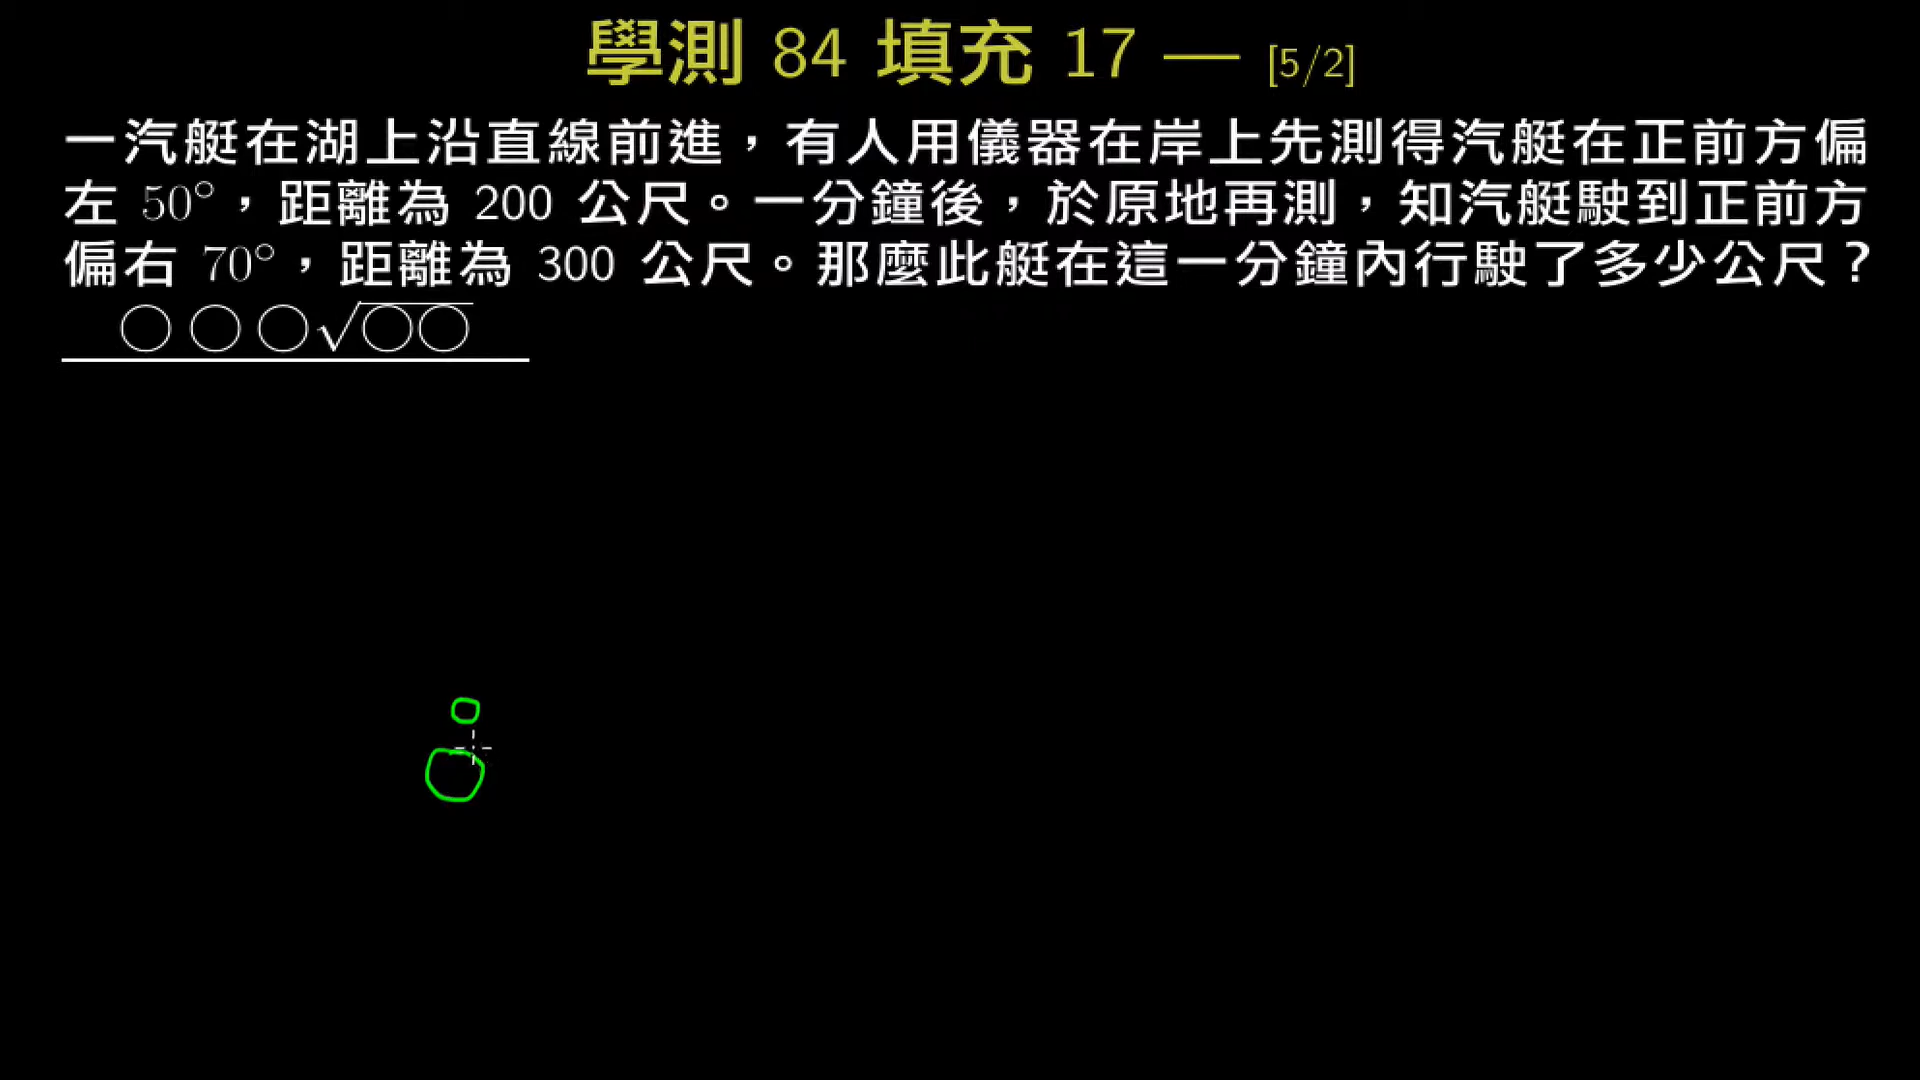 學測 84 填充 17 — [5/2]
一汽艇在湖上沿直線前進，有人用儀器在岸上先測得汽艇在正前方偏
左 50°，距離為 200 公尺。一分鐘後，於原地再測，知汽艇駛到正前方
偏右 70°，距離為 300 公尺。那麼此艇在這一分鐘內行駛了多少公尺？
○ ○ ○√○○